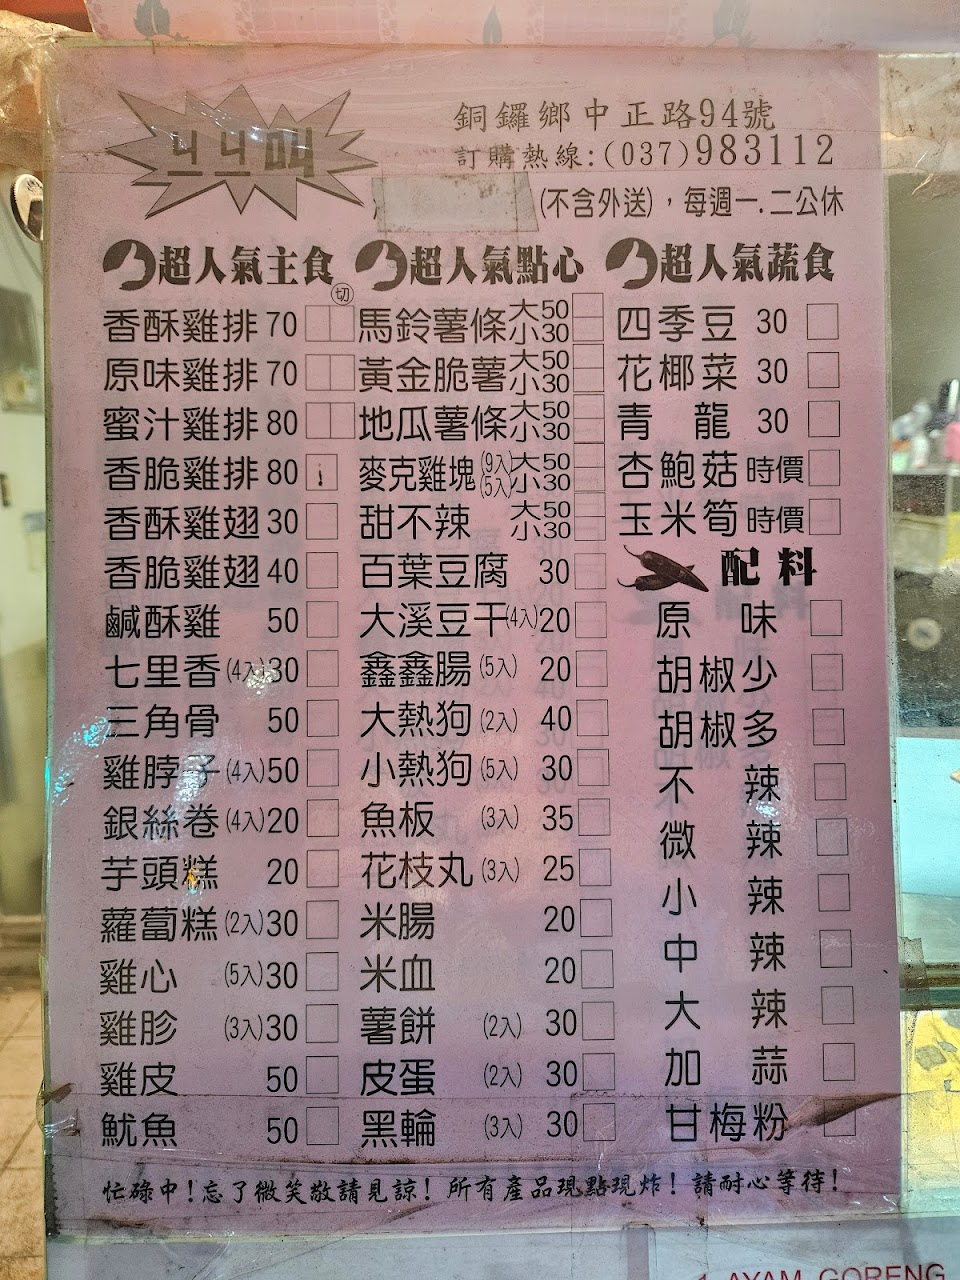 ㄕㄕ叫
銅鑼鄉中正路94號
訂購熱線:(037)983112
(不含外送),每週一.二公休
超人氣主食
切
香酥雞排 70
原味雞排 70
蜜汁雞排 80
香脆雞排 80
香酥雞翅 30
香脆雞翅 40
鹹酥雞 50
七里香(4入)30
三角骨 50
雞脖子(4入)50
銀絲卷(4入)20
芋頭糕 20
蘿蔔糕(2入)30
雞心 (5入)30
雞胗 (3入)30
雞皮 50
魷魚 50
超人氣點心
馬鈴薯條 大50 小30
黃金脆薯 大50 小30
地瓜薯條 大50 小30
麥克雞塊 (9入)大50 (5入)小30
甜不辣 大50 小30
百葉豆腐 30
大溪豆干(4入)20
鑫鑫腸(5入) 20
大熱狗(2入) 40
小熱狗(5入) 30
魚板 (3入) 35
花枝丸(3入) 25
米腸 20
米血 20
薯餅 (2入) 30
皮蛋 (2入) 30
黑輪 (3入) 30
超人氣蔬食
四季豆 30
花椰菜 30
青龍 30
杏鮑菇 時價
玉米筍 時價
配料
原味
胡椒少
胡椒多
不辣
微辣
小辣
中辣
大辣
加蒜
甘梅粉
忙碌中!忘了微笑敬請見諒!所有產品現點現炸!請耐心等待!
1 AYAM GORENG